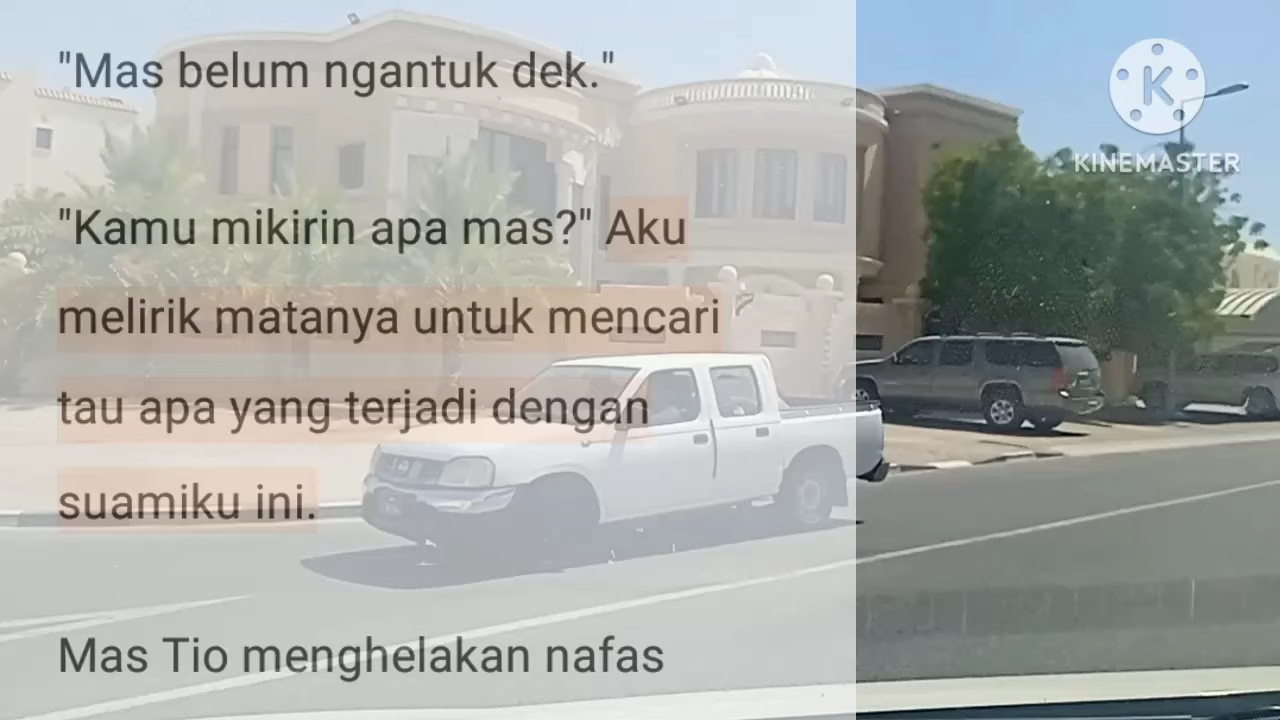 "Mas belum ngantuk dek."
"Kamu mikirin apa mas?" Aku
melirik matanya untuk mencari
tau apa yang terjadi dengan
suamiku ini.
Mas Tio menghelakan nafas
K
KINEMASTER